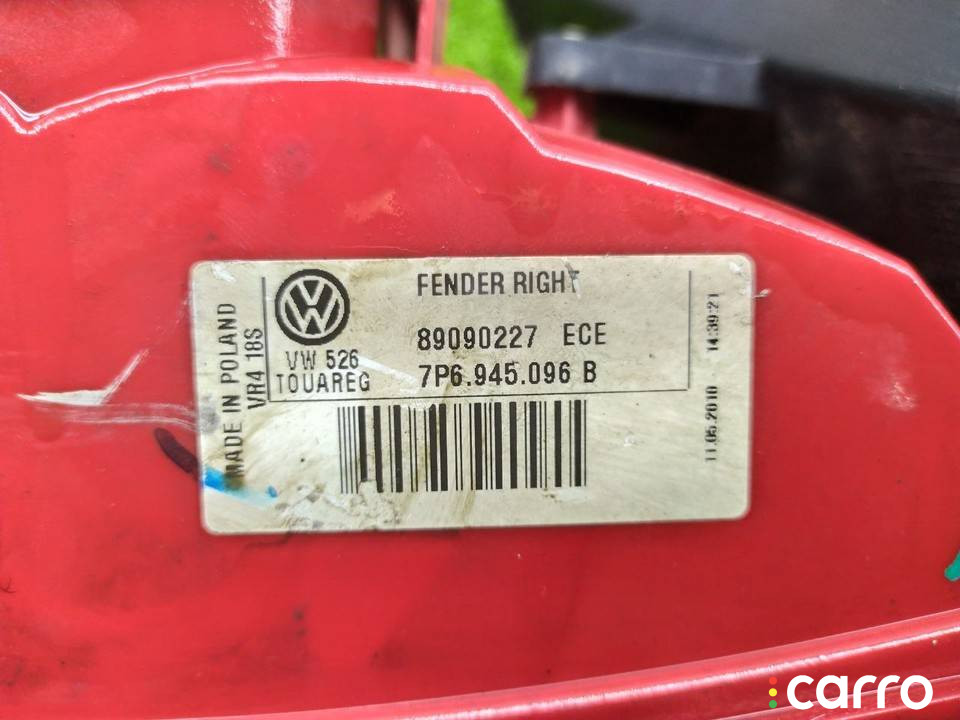 MADE IN POLAND
VR4 18S
VW
FENDER RIGHT
89090227 ECE
VW 526
TOUAREG
7P6.945.096 B
11.05.2010 14:39:21
carro